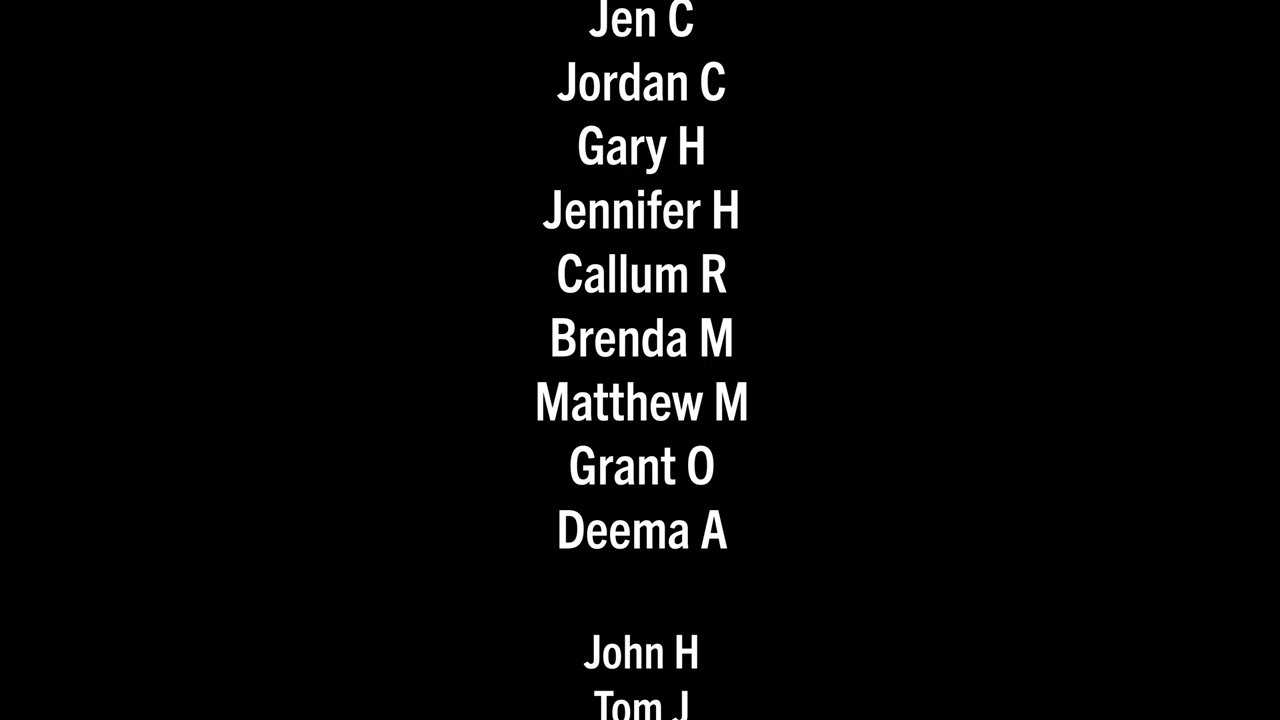 Jen C
Jordan C
Gary H
Jennifer H
Callum R
Brenda M
Matthew M
Grant O
Deema A
John H
Tom J